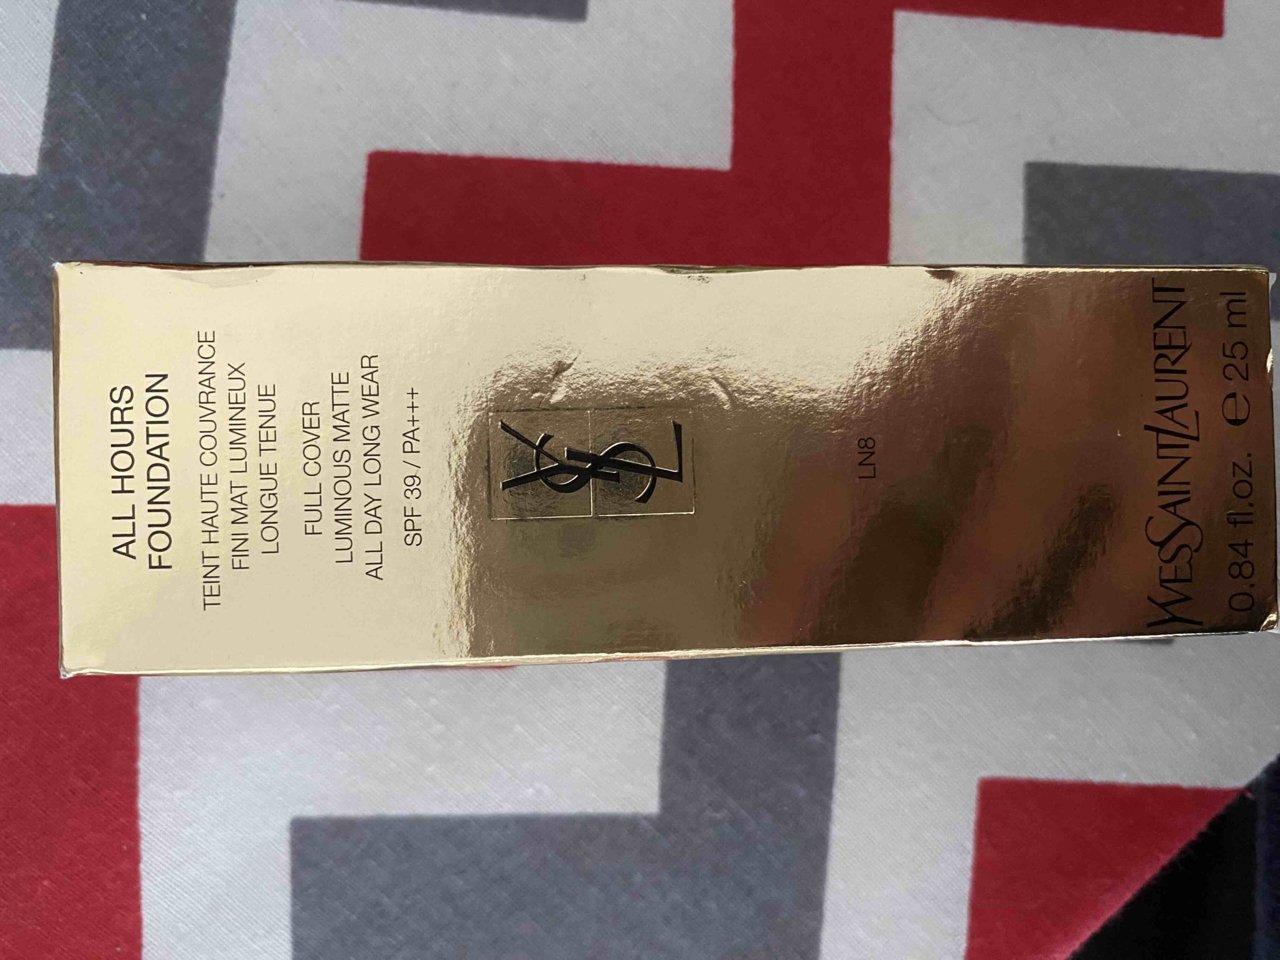 ALL HOURS
FOUNDATION
TEINT HAUTE COUVRANCE
FINI MAT LUMINEUX
LONGUE TENUE
FULL COVER
LUMINOUS MATTE
ALL DAY LONG WEAR
SPF 39 / PA+++
YSL
LN8
YVESSAINTLAURENT
0.84 fl.oz. ℮ 25 ml